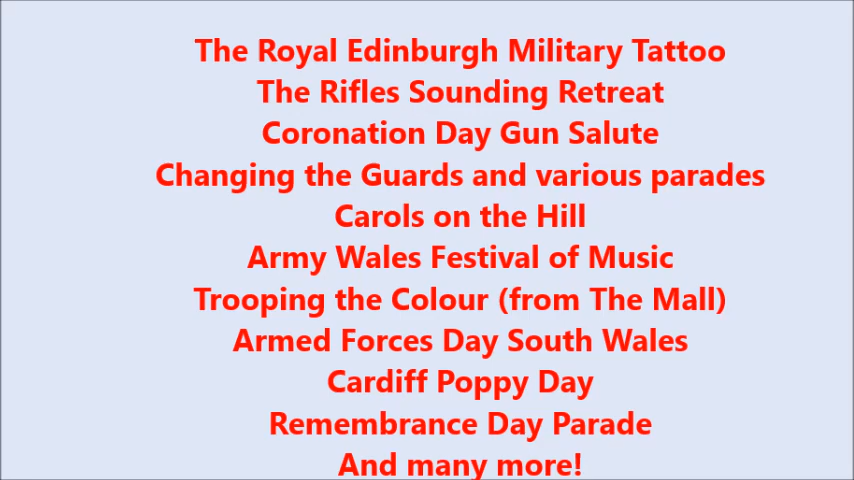 The Royal Edinburgh Military Tattoo
The Rifles Sounding Retreat
Coronation Day Gun Salute
Changing the Guards and various parades
Carols on the Hill
Army Wales Festival of Music
Trooping the Colour (from The Mall)
Armed Forces Day South Wales
Cardiff Poppy Day
Remembrance Day Parade
And many more!